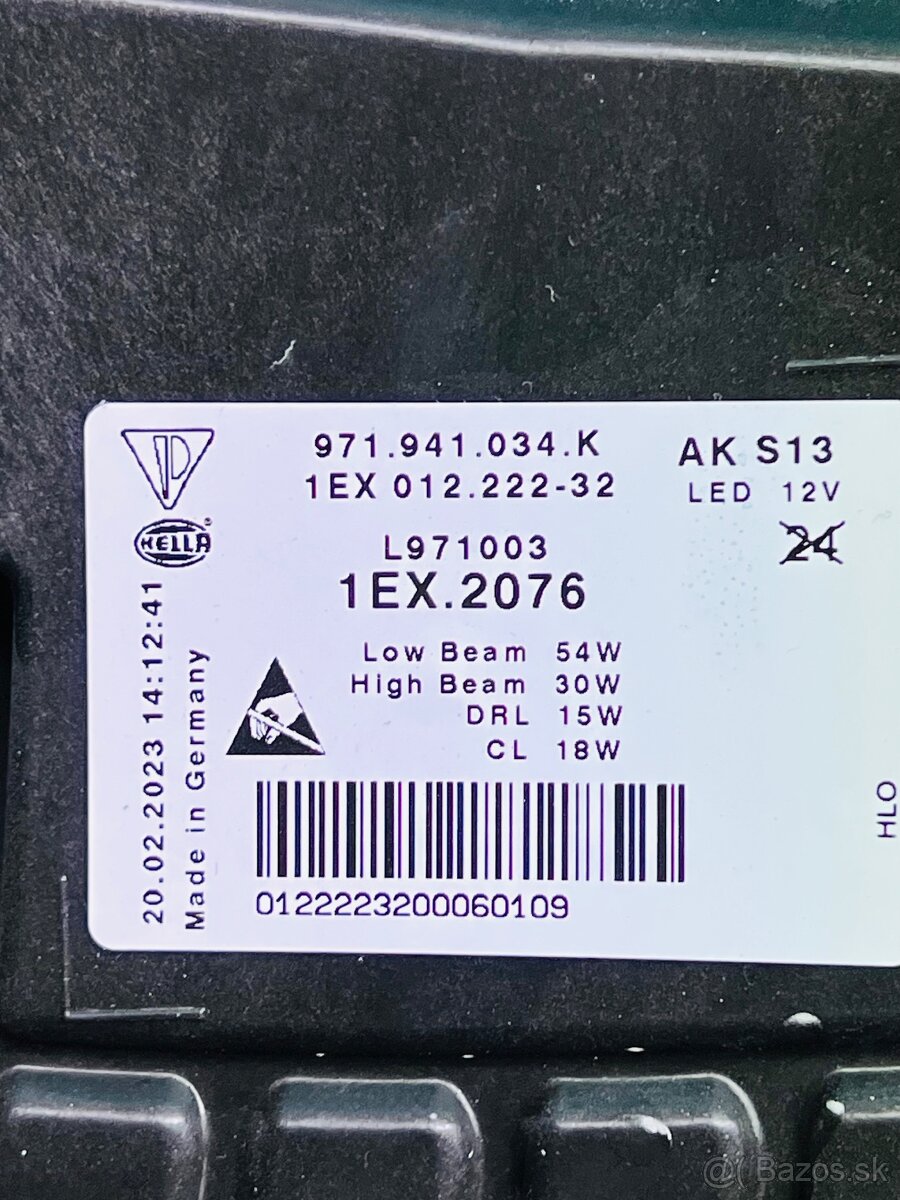 971.941.034.K
1EX 012.222-32
AK S13
LED 12V
24
HELLA
L971003
1EX.2076
Low Beam 54W
High Beam 30W
DRL 15W
CL 18W
20.02.2023 14:12:41
Made in Germany
0122223200060109
HLO
@( Bazos.sk